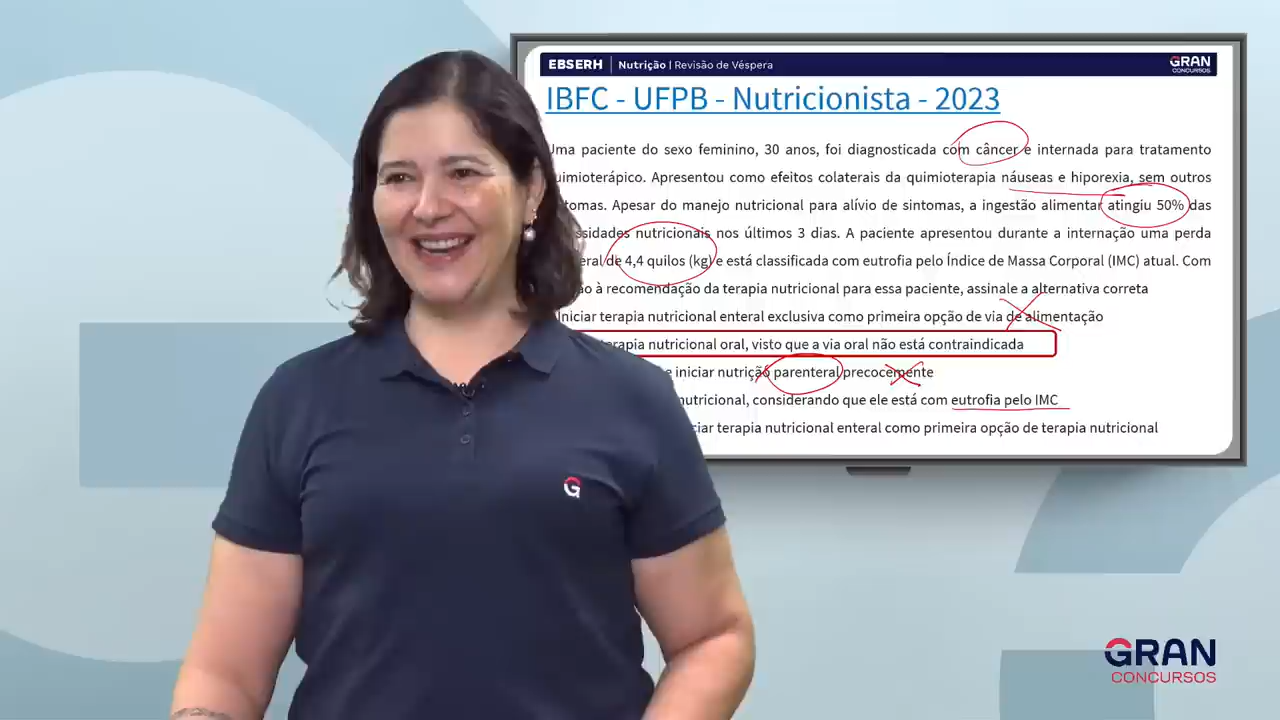 EBSERH | Nutrição | Revisão de Véspera
GRAN
CONCURSOS
IBFC - UFPB - Nutricionista - 2023
Uma paciente do sexo feminino, 30 anos, foi diagnosticada com câncer e internada para tratamento
uimioterápico. Apresentou como efeitos colaterais da quimioterapia náuseas e hiporexia, sem outros
tomas. Apesar do manejo nutricional para alívio de sintomas, a ingestão alimentar atingiu 50% das
essidades nutricionais nos últimos 3 dias. A paciente apresentou durante a internação uma perda
eral de 4,4 quilos (kg) e está classificada com eutrofia pelo Índice de Massa Corporal (IMC) atual. Com
ão à recomendação da terapia nutricional para essa paciente, assinale a alternativa correta
Iniciar terapia nutricional enteral exclusiva como primeira opção de via de alimentação
terapia nutricional oral, visto que a via oral não está contraindicada
e iniciar nutrição parenteral precocemente
nutricional, considerando que ele está com eutrofia pelo IMC
ciar terapia nutricional enteral como primeira opção de terapia nutricional
G
GRAN
CONCURSOS